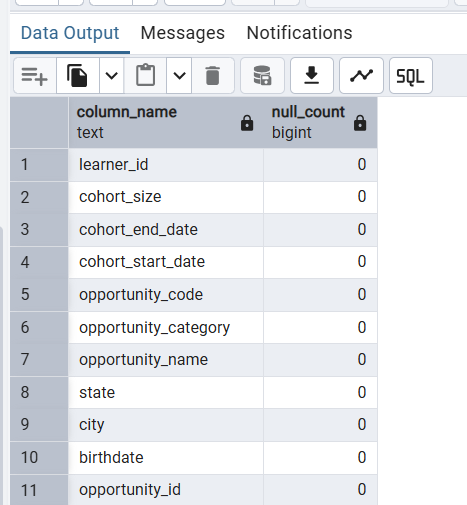 Data Output Messages Notifications
SQL
column_name null_count
text bigint
1 learner_id 0
2 cohort_size 0
3 cohort_end_date 0
4 cohort_start_date 0
5 opportunity_code 0
6 opportunity_category 0
7 opportunity_name 0
8 state 0
9 city 0
10 birthdate 0
11 opportunity_id 0